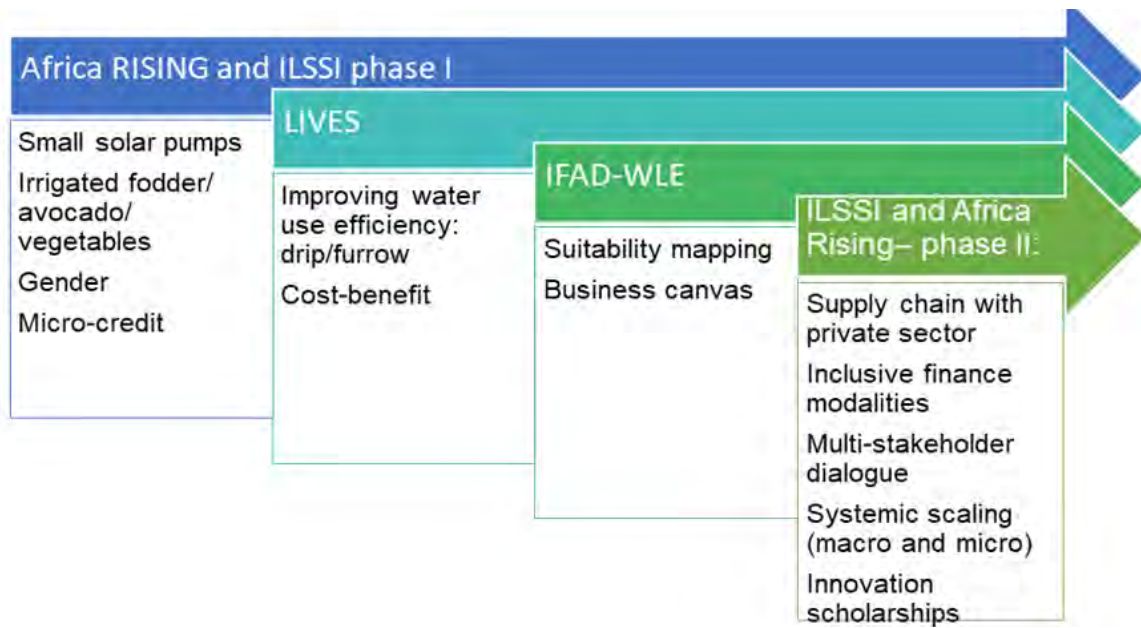 Africa RISING and ILSSI phase I
Small solar pumps
Irrigated fodder/
avocado/
vegetables
Gender
Micro-credit
LIVES
Improving water
use efficiency:
drip/furrow
Cost-benefit
IFAD-WLE
Suitability mapping
Business canvas
ILSSI and Africa
Rising– phase II:
Supply chain with
private sector
Inclusive finance
modalities
Multi-stakeholder
dialogue
Systemic scaling
(macro and micro)
Innovation
scholarships